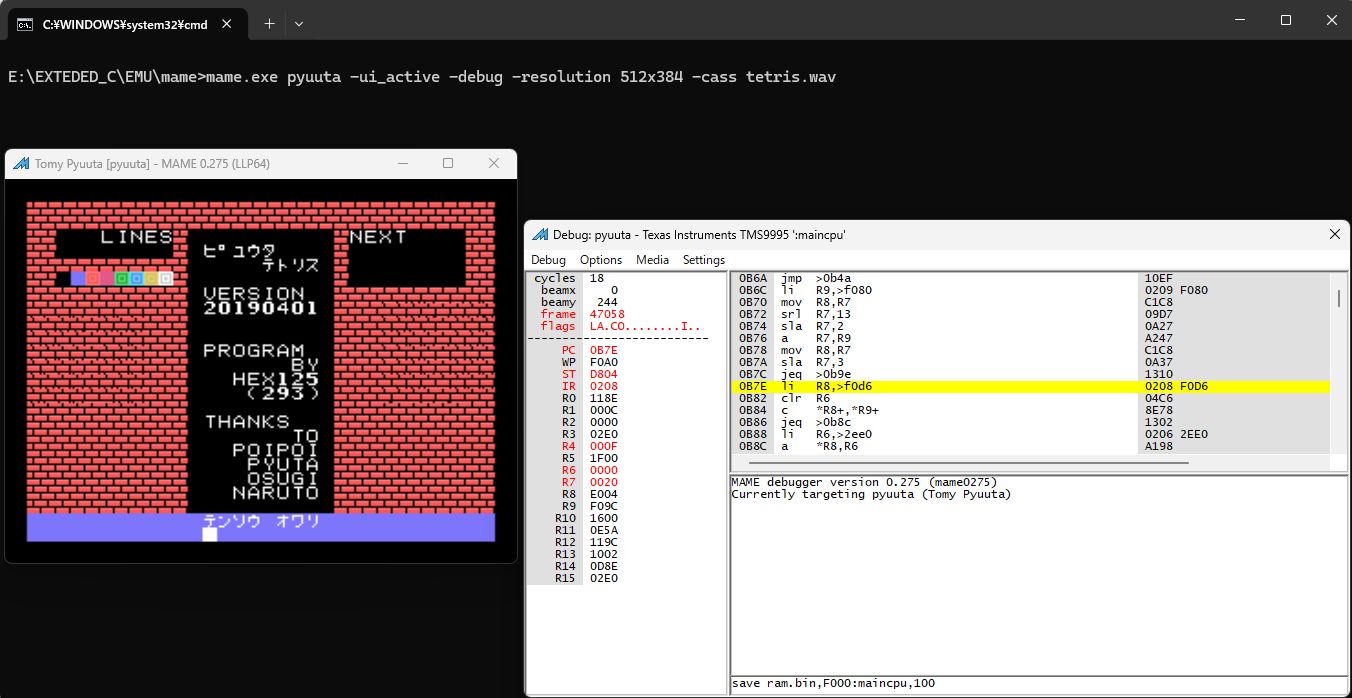 C:¥WINDOWS¥system32¥cmd
E:\EXTEDED_C\EMU\mame>mame.exe pyuuta -ui_active -debug -resolution 512x384 -cass tetris.wav
Tomy Pyuuta [pyuuta] - MAME 0.275 (LLP64)
LINES
NEXT
ピュウタ
テトリス
VERSION
20190401
PROGRAM
BY
HEX125
(293)
THANKS
TO
POIPOI
PYUTA
OSUGI
NARUTO
テンソウ オワリ
Debug: pyuuta - Texas Instruments TMS9995 ':maincpu'
Debug Options Media Settings
cycles 18
beamx 0
beamy 244
frame 47058
flags LA.CO........I..
PC 0B7E
WP F0A0
ST D804
IR 0208
R0 118E
R1 000C
R2 0000
R3 02E0
R4 000F
R5 1F00
R6 0000
R7 0020
R8 E004
R9 F09C
R10 1600
R11 0E5A
R12 119C
R13 1002
R14 0D8E
R15 02E0
0B6A jmp >0b4a 10EF
0B6C li R9,>f080 0209 F080
0B70 mov R8,R7 C1C8
0B72 srl R7,13 09D7
0B74 sla R7,2 0A27
0B76 a R7,R9 A247
0B78 mov R8,R7 C1C8
0B7A sla R7,3 0A37
0B7C jeq >0b9e 1310
0B7E li R8,>f0d6 0208 F0D6
0B82 clr R6 04C6
0B84 c *R8+,*R9+ 8E78
0B86 jeq >0b8c 1302
0B88 li R6,>2ee0 0206 2EE0
0B8C a *R8,R6 A198
MAME debugger version 0.275 (mame0275)
Currently targeting pyuuta (Tomy Pyuuta)
save ram.bin,F000:maincpu,100